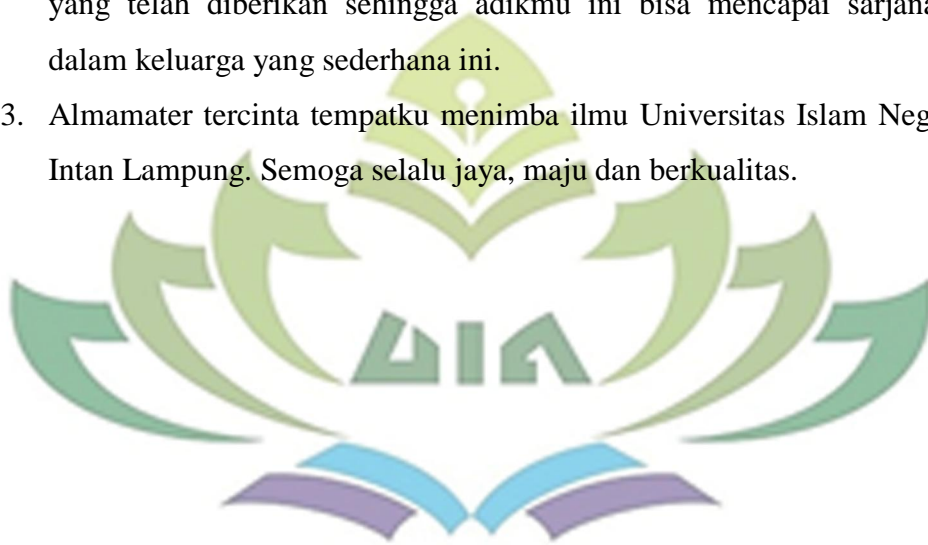 yang telah diberikan sehingga adikmu ini bisa mencapai sarjana
dalam keluarga yang sederhana ini.
3. Almamater tercinta tempatku menimba ilmu Universitas Islam Neg
Intan Lampung. Semoga selalu jaya, maju dan berkualitas.
UIN